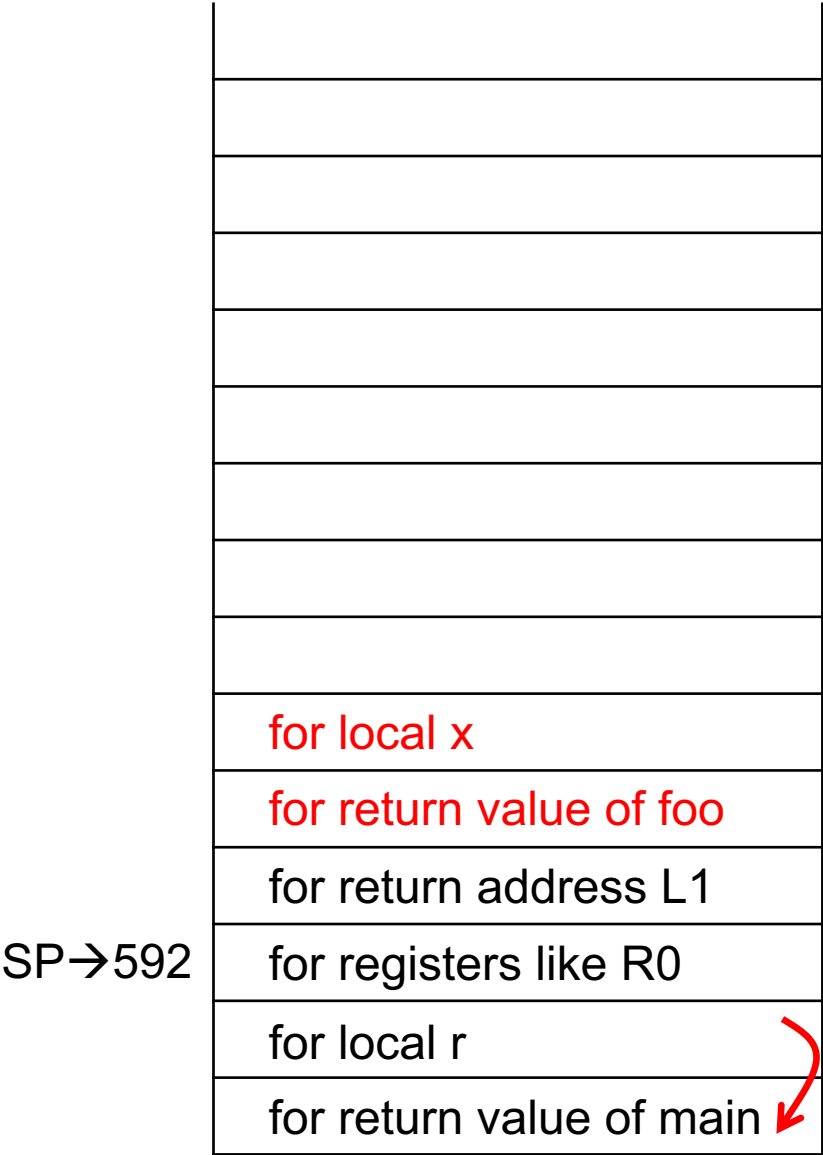 for local x
for return value of foo
for return address L1
SP→592 for registers like R0
for local r
for return value of main